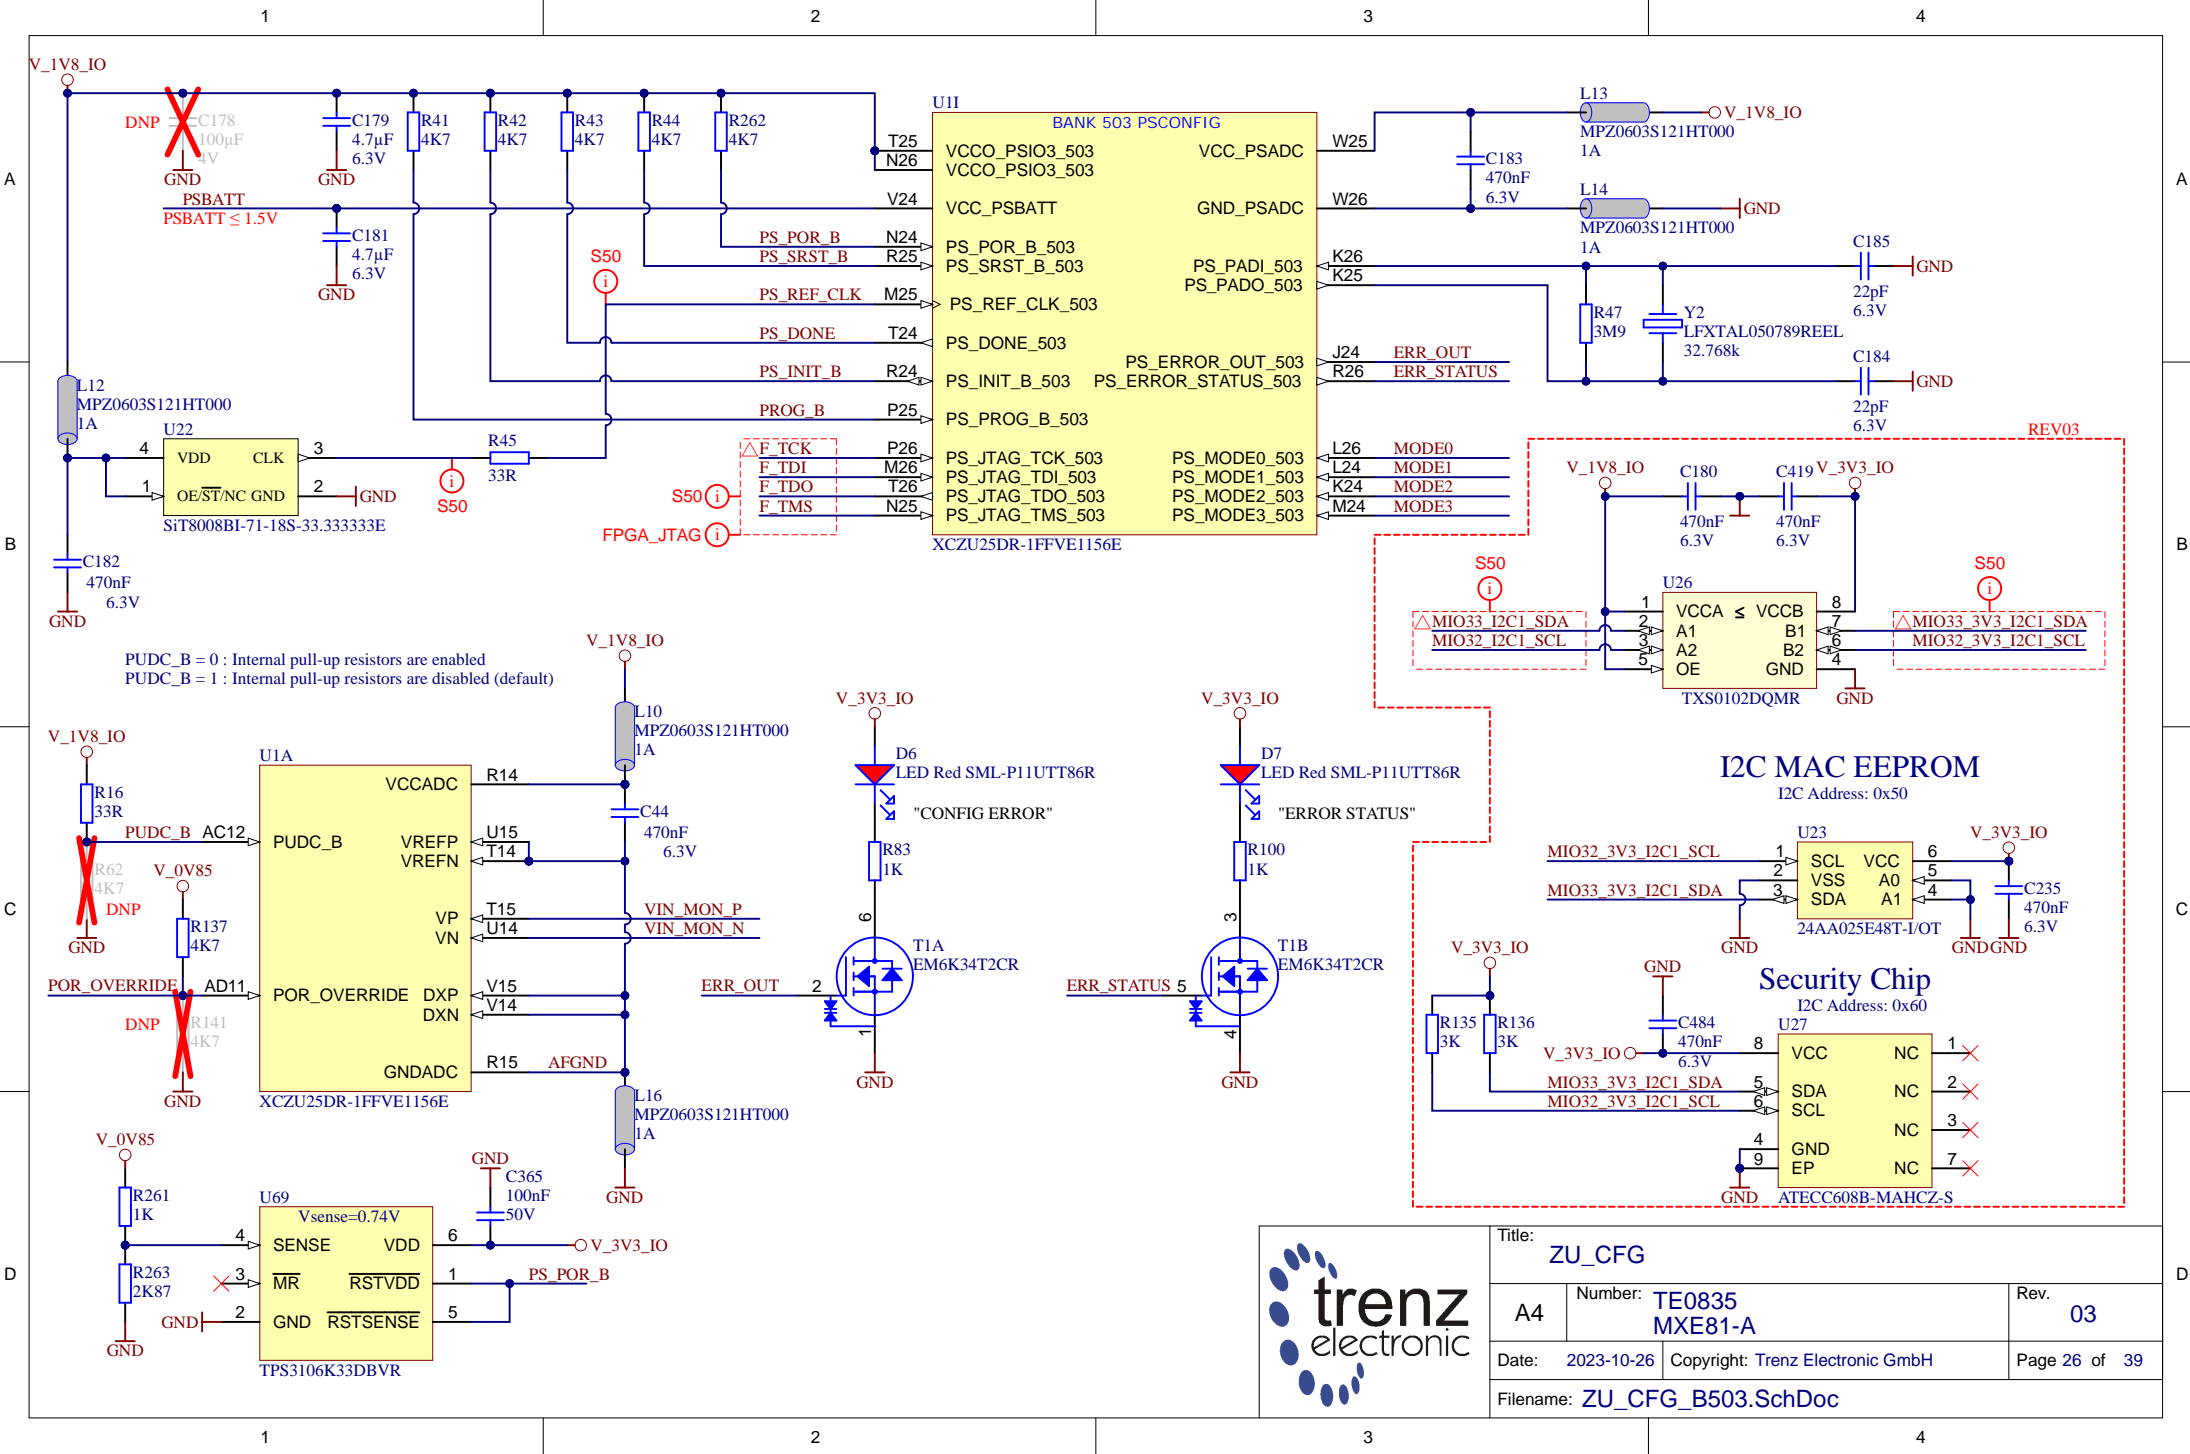 1 2 3 4
A
B
C
D
A
B
C
D
1 2 3 4
V_1V8_IO
DNP
C178
100µF
4V
GND
C179
4.7µF
6.3V
GND
R41
4K7
R42
4K7
R43
4K7
R44
4K7
R262
4K7
PSBATT
PSBATT ≤ 1.5V
C181
4.7µF
6.3V
GND
S50
i
PS_POR_B
PS_SRST_B
PS_REF_CLK
PS_DONE
PS_INIT_B
PROG_B
F_TCK
F_TDI
F_TDO
F_TMS
S50 i
FPGA_JTAG i
U1I
BANK 503 PSCONFIG
T25 VCCO_PSIO3_503
N26 VCCO_PSIO3_503
V24 VCC_PSBATT
N24 PS_POR_B_503
R25 PS_SRST_B_503
M25 PS_REF_CLK_503
T24 PS_DONE_503
R24 PS_INIT_B_503
P25 PS_PROG_B_503
P26 PS_JTAG_TCK_503
M26 PS_JTAG_TDI_503
T26 PS_JTAG_TDO_503
N25 PS_JTAG_TMS_503
VCC_PSADC W25
GND_PSADC W26
PS_PADI_503 K26
PS_PADO_503 K25
PS_ERROR_OUT_503 J24 ERR_OUT
PS_ERROR_STATUS_503 R26 ERR_STATUS
PS_MODE0_503 L26 MODE0
PS_MODE1_503 L24 MODE1
PS_MODE2_503 K24 MODE2
PS_MODE3_503 M24 MODE3
XCZU25DR-1FFVE1156E
L13
MPZ0603S121HT000
1A
V_1V8_IO
C183
470nF
6.3V
L14
MPZ0603S121HT000
1A
GND
C185
22pF
6.3V
GND
R47
3M9
Y2
LFXTAL050789REEL
32.768k
C184
22pF
6.3V
GND
L12
MPZ0603S121HT000
1A
U22
4 VDD CLK 3
1 OE/ST/NC GND 2 GND
SiT8008BI-71-18S-33.333333E
R45
33R
i
S50
C182
470nF
6.3V
GND
REV03
V_1V8_IO
C180
470nF
6.3V
C419
470nF
6.3V
V_3V3_IO
S50
i
S50
i
U26
1 VCCA ≤ VCCB 8
MIO33_I2C1_SDA 2 A1 B1 7 MIO33_3V3_I2C1_SDA
MIO32_I2C1_SCL 3 A2 B2 6 MIO32_3V3_I2C1_SCL
5 OE GND 4
TXS0102DQMR
GND
PUDC_B = 0 : Internal pull-up resistors are enabled
PUDC_B = 1 : Internal pull-up resistors are disabled (default)
V_1V8_IO
R16
33R
PUDC_B
R62
4K7
DNP
GND
V_0V85
R137
4K7
POR_OVERRIDE
DNP
R141
4K7
GND
U1A
AC12 PUDC_B
AD11 POR_OVERRIDE
VCCADC R14
VREFP U15
VREFN T14
VP T15 VIN_MON_P
VN U14 VIN_MON_N
DXP V15
DXN V14
GNDADC R15 AFGND
XCZU25DR-1FFVE1156E
V_1V8_IO
L10
MPZ0603S121HT000
1A
C44
470nF
6.3V
L16
MPZ0603S121HT000
1A
GND
V_3V3_IO
D6
LED Red SML-P11UTT86R
"CONFIG ERROR"
R83
1K
6
T1A
EM6K34T2CR
ERR_OUT 2
1
GND
V_3V3_IO
D7
LED Red SML-P11UTT86R
"ERROR STATUS"
R100
1K
3
T1B
EM6K34T2CR
ERR_STATUS 5
4
GND
I2C MAC EEPROM
I2C Address: 0x50
U23
MIO32_3V3_I2C1_SCL 1 SCL VCC 6
2 VSS A0 5
MIO33_3V3_I2C1_SDA 3 SDA A1 4
24AA025E48T-I/OT
V_3V3_IO
C235
470nF
6.3V
GND
GND
GND
V_3V3_IO
R135
3K
R136
3K
Security Chip
I2C Address: 0x60
GND
C484
470nF
6.3V
V_3V3_IO
U27
8 VCC NC 1
MIO33_3V3_I2C1_SDA 5 SDA NC 2
MIO32_3V3_I2C1_SCL 6 SCL
NC 3
4 GND
9 EP NC 7
GND
ATECC608B-MAHCZ-S
V_0V85
R261
1K
R263
2K87
GND
U69
Vsense=0.74V
4 SENSE VDD 6
3 MR RSTVDD 1
GND 2 GND RSTSENSE 5
TPS3106K33DBVR
GND
C365
100nF
50V
V_3V3_IO
PS_POR_B
trenz
electronic
Title:
ZU_CFG
A4
Number: TE0835
MXE81-A
Rev.
03
Date: 2023-10-26
Copyright: Trenz Electronic GmbH
Page 26 of 39
Filename: ZU_CFG_B503.SchDoc